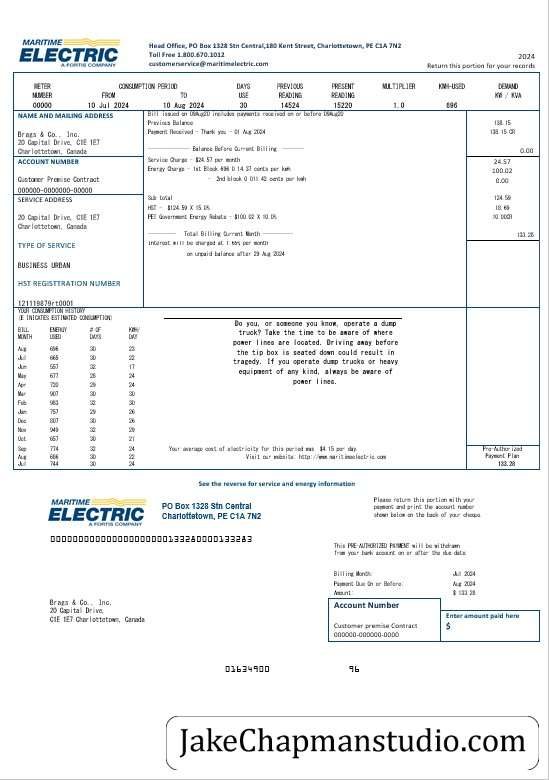 MARITIME
ELECTRIC
A FORTIS COMPANY
Head Office, PO Box 1328 Stn Central,180 Kent Street, Charlottetown, PE C1A 7N2
Toll Free 1.800.670.1012
customerservice@maritimeelectric.com
2024
Return this portion for your records
METER CONSUMPTION PERIOD DAYS PREVIOUS PRESENT MULTIPLIER KWH-USED DEMAND
NUMBER FROM TO USE READING READING KW / KVA
00000 10 Jul 2024 10 Aug 2024 30 14524 15220 1.0 696
NAME AND MAILING ADDRESS
Brags & Co., Inc.
20 Capital Drive, C1E 1E7
Charlottetown, Canada
ACCOUNT NUMBER
Customer Premise Contract
000000-0000000-00000
SERVICE ADDRESS
20 Capital Drive, C1E 1E7
Charlottetown, Canada
TYPE OF SERVICE
BUSINESS URBAN
HST REGISTTRATION NUMBER
121119879rt0001
Bill issued on 09Aug20 includes payments received on or before 09Aug20
Previous Balance 138.15
Payment Received - Thank you - 01 Aug 2024 138.15 CR
Balance Before Current Billing 0.00
Service Charge - $24.57 per month 24.57
Energy Charge - 1st Block 696 @ 14.37 cents per kwh 100.02
- 2nd block 0 @ 11.42 cents per kwh 0.00
Sub total 124.59
HST - $124.59 X 15.0% 18.69
PEI Government Energy Rebate - $100.02 X 10.0% 10.00CR
Total Billing Current Month 133.28
interest will be charged at per month
on unpaid balance after 29 Aug 2024
YOUR CONSUMPTION HISTORY
(E INICATES ESTIMATED CONSUMPTION)
BILL ENERGY # OF KWH/
MONTH USED DAYS DAY
Aug 696 30 23
Jul 665 30 22
Jun 557 32 17
May 677 28 24
Apr 720 29 24
Mar 907 30 30
Feb 983 32 30
Jan 757 29 26
Dec 807 30 26
Nov 949 32 29
Oct 657 30 21
Sep 774 32 24
Aug 686 30 22
Jul 744 30 24
Do you, or someone you know, operate a dump
truck? Take the time to be aware of where
power lines are located. Driving away before
the tip box is seated down could result in
tragedy. If you operate dump trucks or heavy
equipment of any kind, always be aware of
power lines.
Your average cost of electricity for this period was $4.15 per day
Visit our website: http://www.maritimeelectric.com
Pre-Authorized
Payment Plan
133.28
See the reverse for service and energy information
MARITIME
ELECTRIC
A FORTIS COMPANY
PO Box 1328 Stn Central
Charlottetown, PE C1A 7N2
Please return this portion with your
payment and print the account number
shown below on the back of your cheque
This PRE-AUTHORIZED PAYMENT will be withdrawn
from your bank account on or after the due date
Billing Month: Jul 2024
Payment Due On or Before: Aug 2024
Amount: $ 133.28
Brags & Co., Inc.
20 Capital Drive,
C1E 1E7 Charlottetown, Canada
Account Number
Customer premise Contract
000000-000000-0000
Enter amount paid here
$
01634900 96
JakeChapmanstudio.com